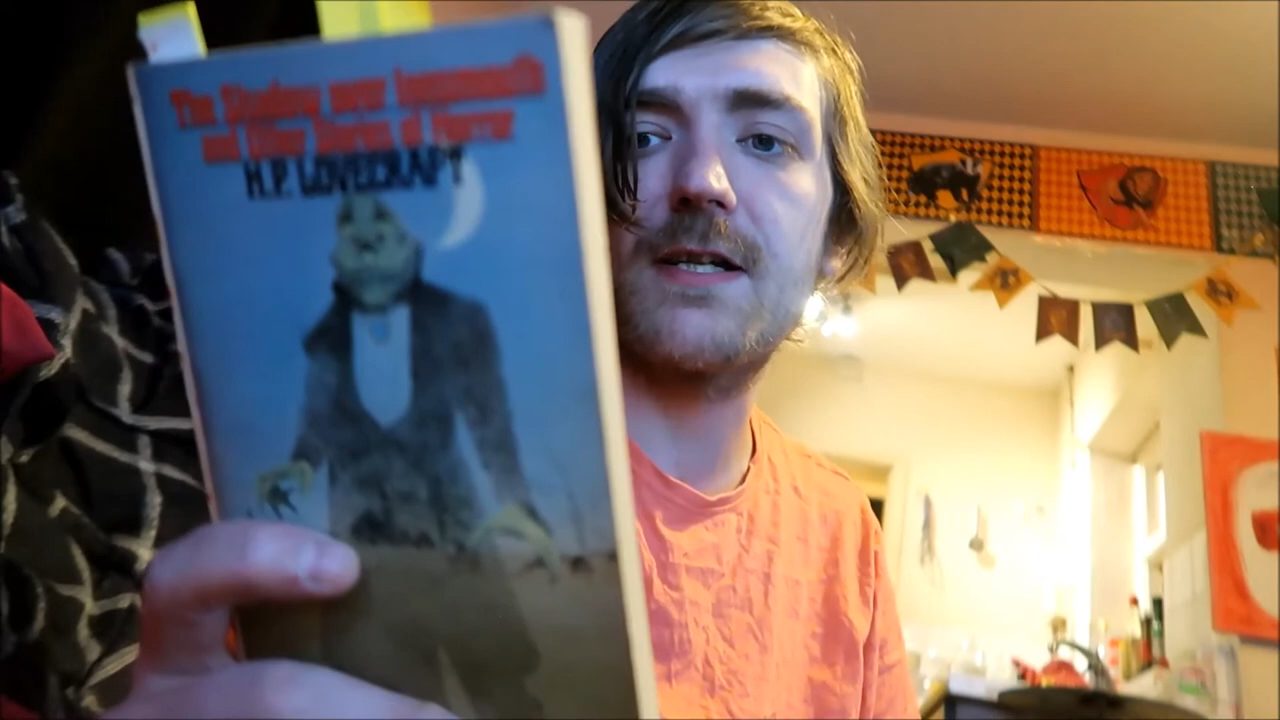 The Shadow over Innsmouth
and Other Stories of Horror
H.P. LOVECRAFT